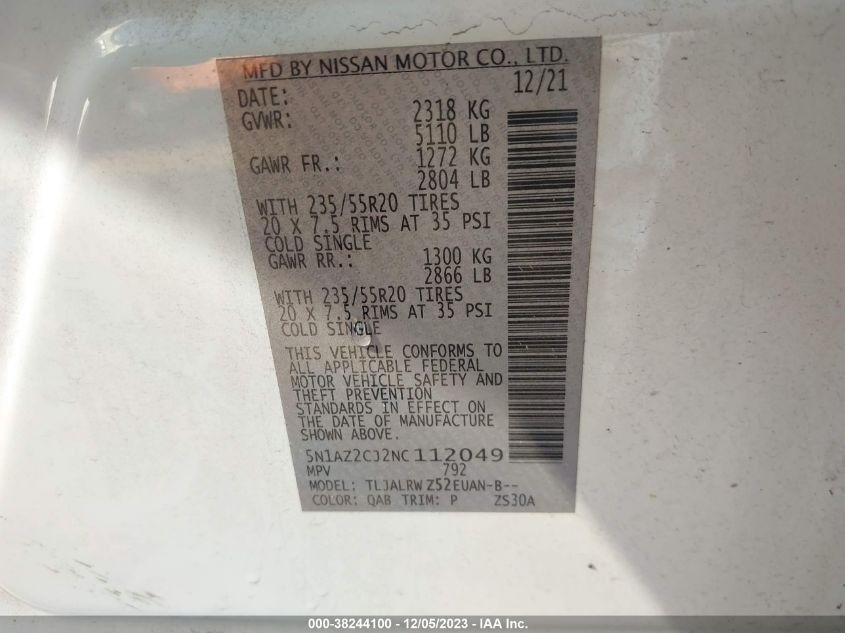 MFD BY NISSAN MOTOR CO., LTD.
DATE: 12/21
GVWR: 2318 KG
5110 LB
GAWR FR.: 1272 KG
2804 LB
WITH 235/55R20 TIRES
20 X 7.5 RIMS AT 35 PSI
COLD SINGLE
GAWR RR.: 1300 KG
2866 LB
WITH 235/55R20 TIRES
20 X 7.5 RIMS AT 35 PSI
COLD SINGLE
THIS VEHICLE CONFORMS TO
ALL APPLICABLE FEDERAL
MOTOR VEHICLE SAFETY AND
THEFT PREVENTION
STANDARDS IN EFFECT ON
THE DATE OF MANUFACTURE
SHOWN ABOVE.
5N1AZ2CJ2NC112049
MPV 792
MODEL: TLJALRWZ52EUAN-B--
COLOR: QAB TRIM: P ZS30A
000-38244100 - 12/05/2023 - IAA Inc.